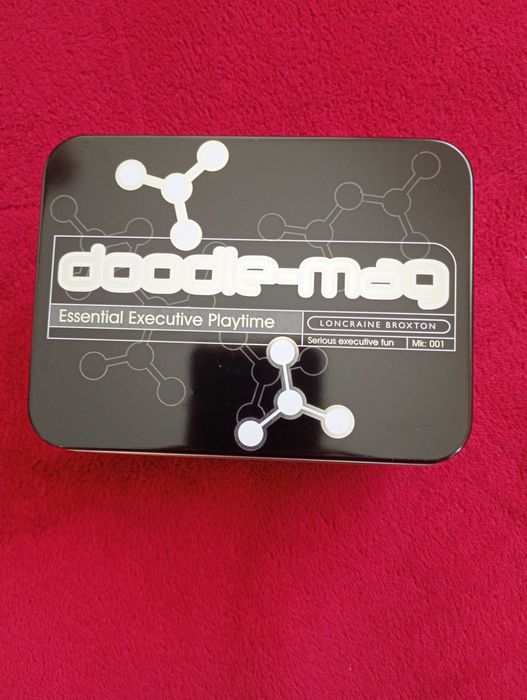 doodle-mag
Essential Executive Playtime
LONCRAINE BROXTON
Serious executive fun
Mk: 001